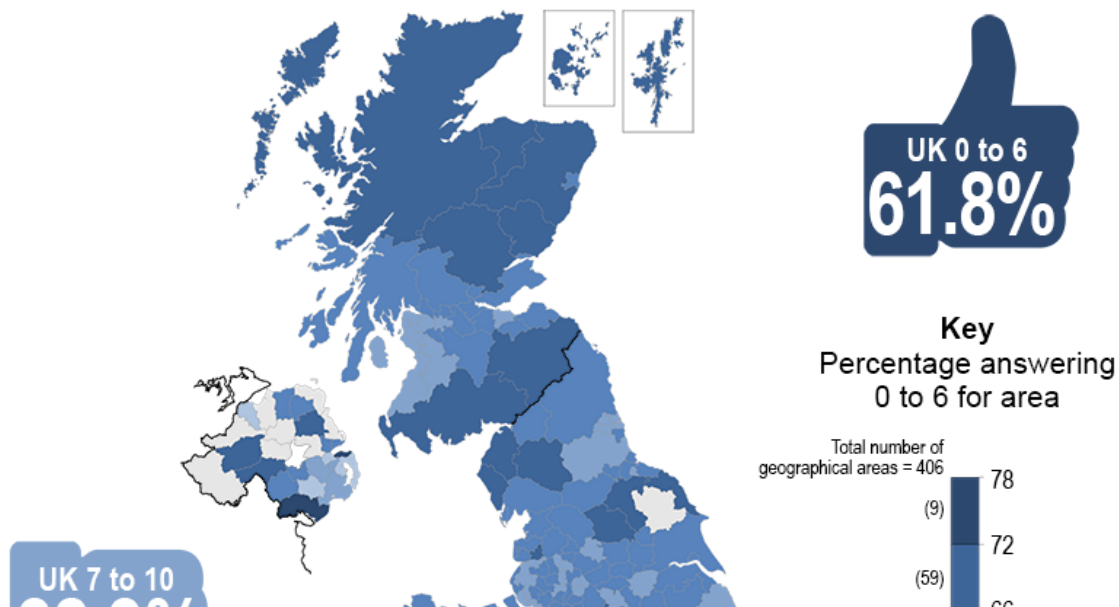 UK 0 to 6
61.8%
Key
Percentage answering
0 to 6 for area
Total number of
geographical areas = 406
78
(9)
72
(59)
66
UK 7 to 10